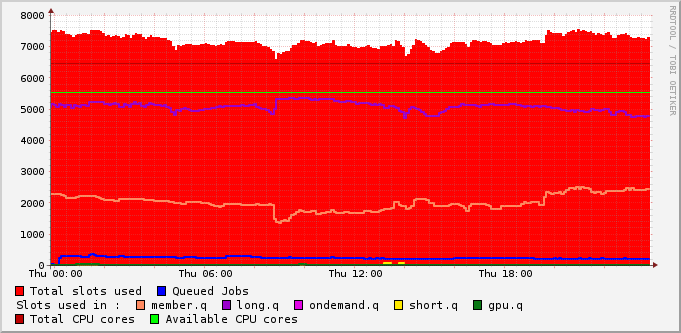 8000
7000
6000
5000
4000
3000
2000
1000
0
Thu 00:00 Thu 06:00 Thu 12:00 Thu 18:00
RRDTOOL / TOBI OETIKER
Total slots used Queued Jobs
Slots used in : member.q long.q ondemand.q short.q gpu.q
Total CPU cores Available CPU cores